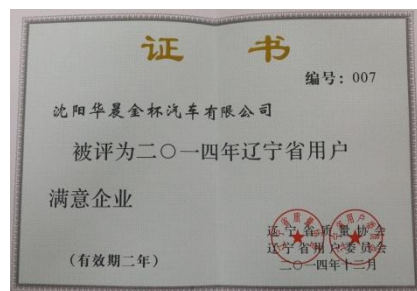 证 书
编号：007
沈阳华晨金杯汽车有限公司
被评为二〇一四年辽宁省用户
满意企业
辽宁省质量协会
辽宁省用户委员会
（有效期二年） 二〇一四年十二月